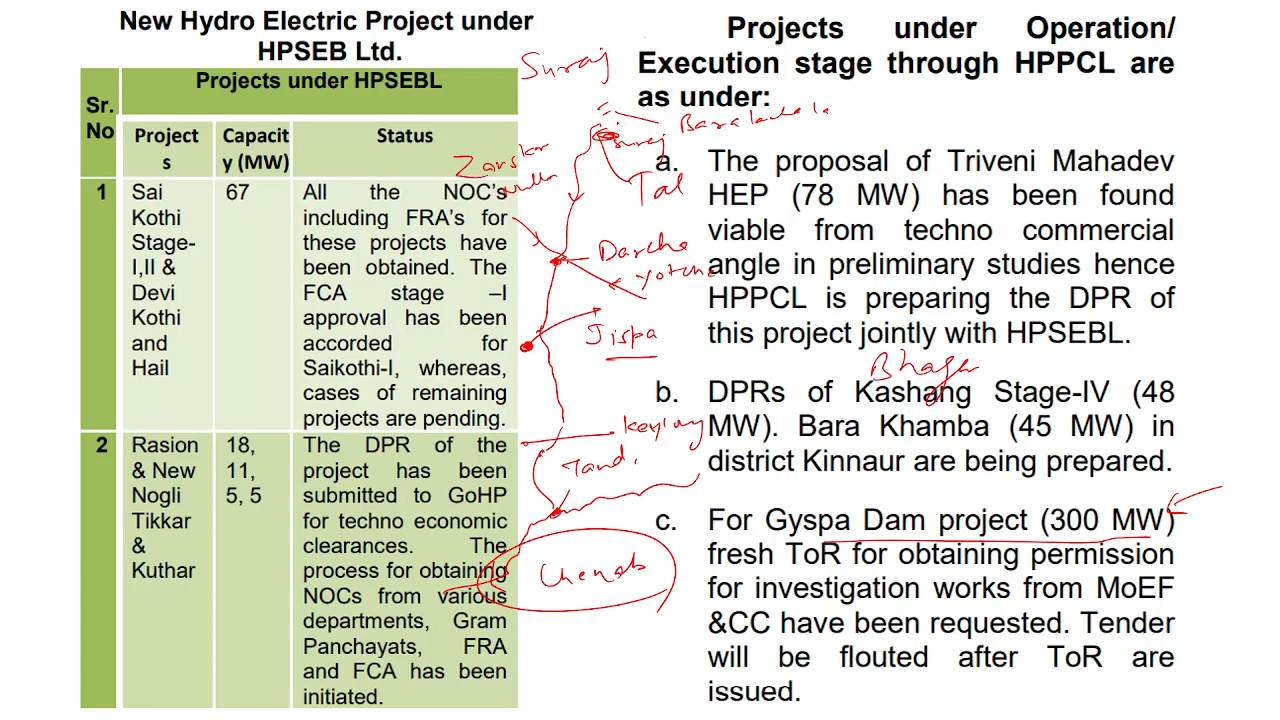 New Hydro Electric Project under
HPSEB Ltd.
Projects under HPSEBL
Sr.
No
Project
s
Capacit
y (MW)
Status
1
Sai
Kothi
Stage-
I,II &
Devi
Kothi
and
Hail
67
All the NOC's
including FRA's for
these projects have
been obtained. The
FCA stage –I
approval has been
accorded for
Saikothi-I, whereas,
cases of remaining
projects are pending.
2
Rasion
& New
Nogli
Tikkar
&
Kuthar
18,
11,
5, 5
The DPR of the
project has been
submitted to GoHP
for techno economic
clearances. The
process for obtaining
NOCs from various
departments, Gram
Panchayats, FRA
and FCA has been
initiated.
Suraj
Baralacha la
Suraj
Tal
Zanskar
Darcha
Yotche
Jispa
Bhaga
Keylong
Tandi
Chenab
Projects under Operation/
Execution stage through HPPCL are
as under:
a. The proposal of Triveni Mahadev
HEP (78 MW) has been found
viable from techno commercial
angle in preliminary studies hence
HPPCL is preparing the DPR of
this project jointly with HPSEBL.
b. DPRs of Kashang Stage-IV (48
MW). Bara Khamba (45 MW) in
district Kinnaur are being prepared.
c. For Gyspa Dam project (300 MW)
fresh ToR for obtaining permission
for investigation works from MoEF
&CC have been requested. Tender
will be flouted after ToR are
issued.